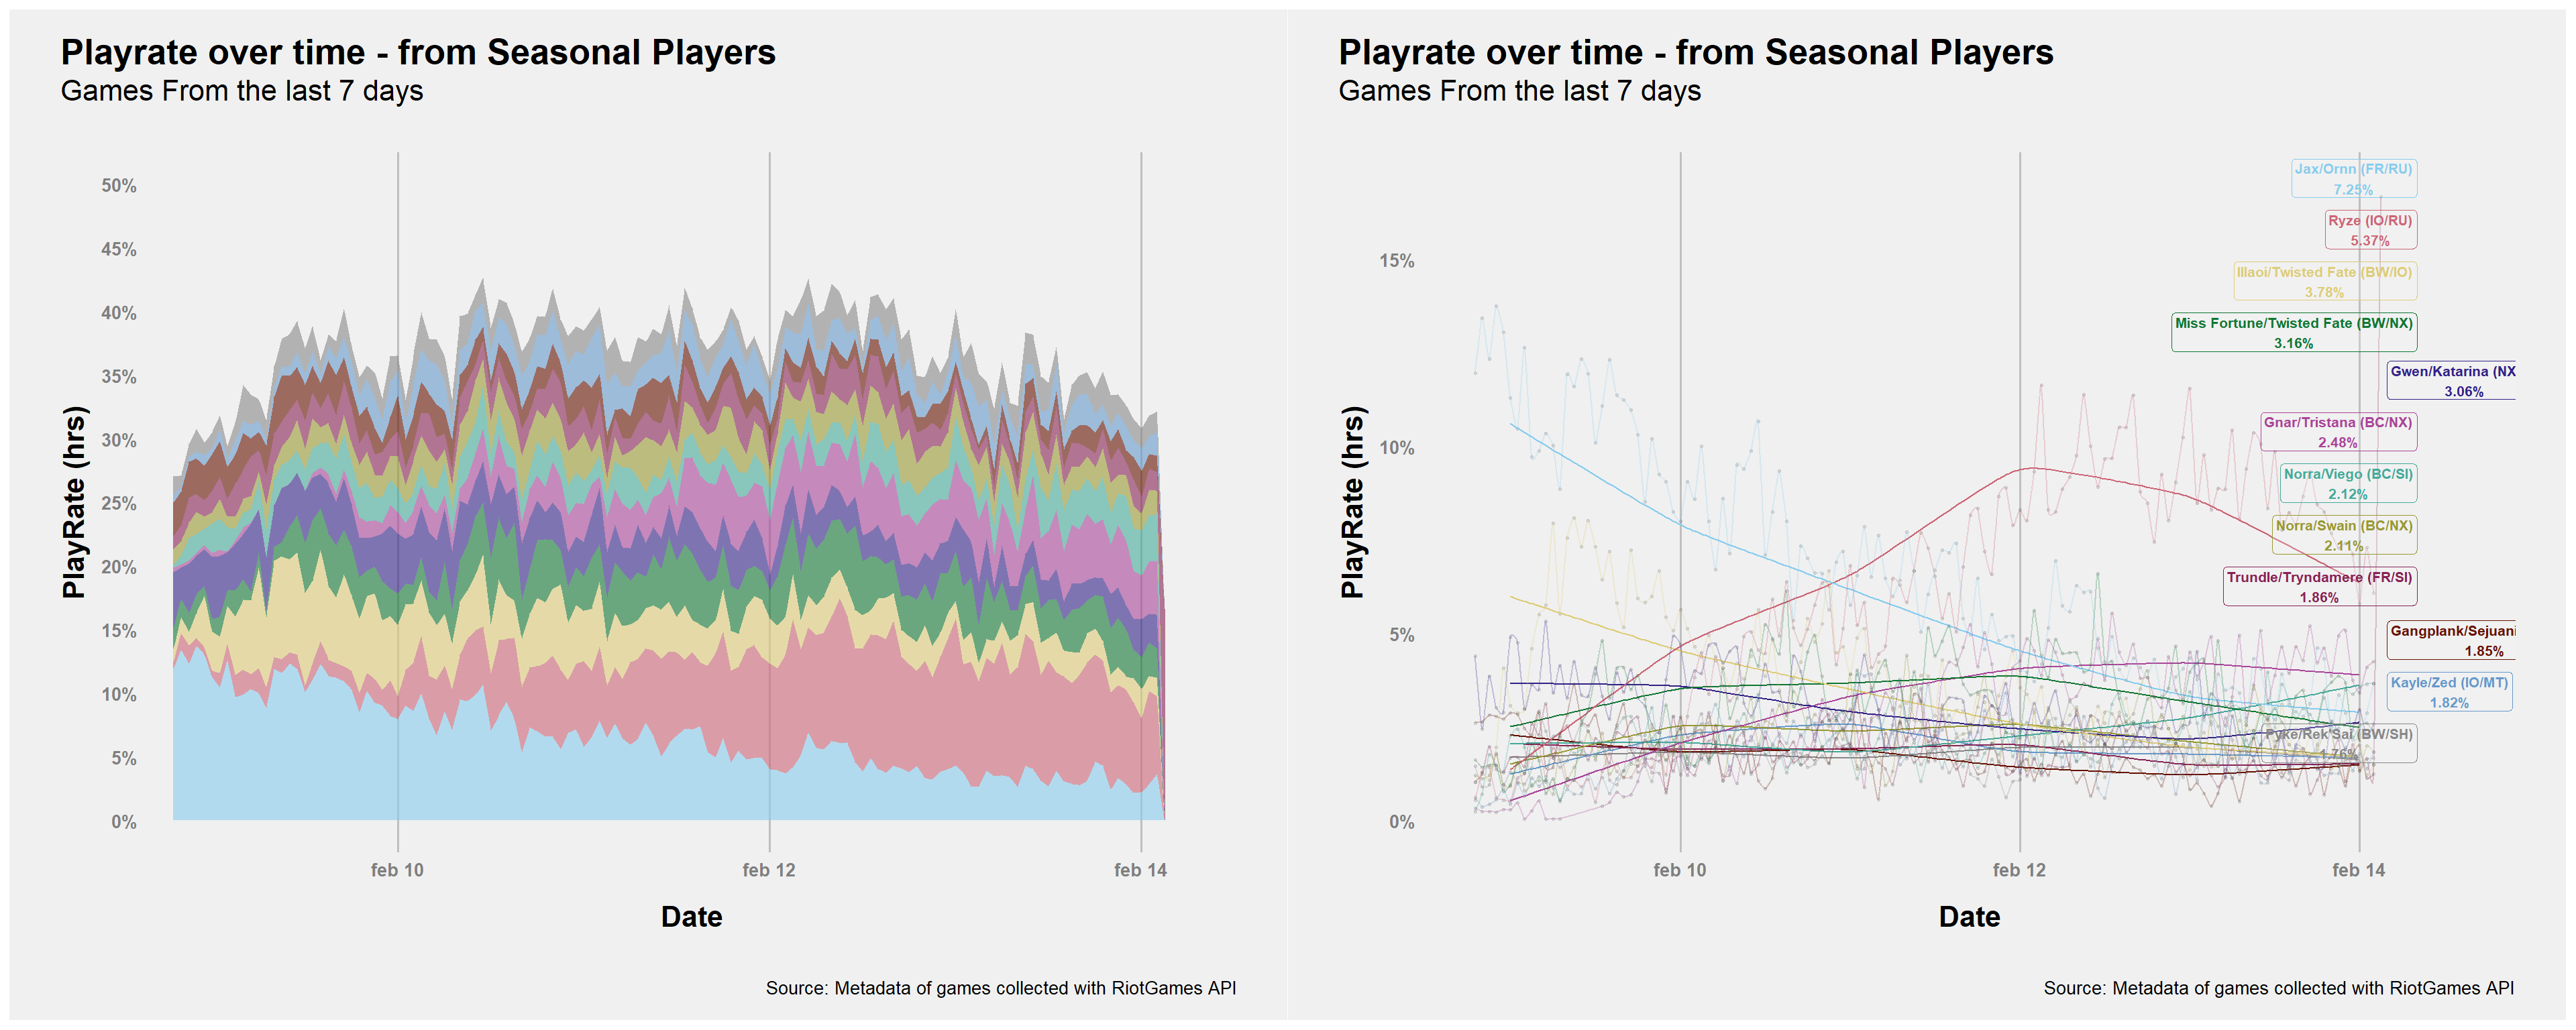 Playrate over time - from Seasonal Players
Games From the last 7 days
PlayRate (hrs)
50%
45%
40%
35%
30%
25%
20%
15%
10%
5%
0%
feb 10
feb 12
feb 14
Date
Source: Metadata of games collected with RiotGames API
Playrate over time - from Seasonal Players
Games From the last 7 days
PlayRate (hrs)
15%
10%
5%
0%
Jax/Ornn (FR/RU)
7.25%
Ryze (IO/RU)
5.37%
Illaoi/Twisted Fate (BW/IO)
3.78%
Miss Fortune/Twisted Fate (BW/NX)
3.16%
Gwen/Katarina (NX
3.06%
Gnar/Tristana (BC/NX)
2.48%
Norra/Viego (BC/SI)
2.12%
Norra/Swain (BC/NX)
2.11%
Trundle/Tryndamere (FR/SI)
1.86%
Gangplank/Sejuani
1.85%
Kayle/Zed (IO/MT)
1.82%
Pyke/Rek'Sai (BW/SH)
1.76%
feb 10
feb 12
feb 14
Date
Source: Metadata of games collected with RiotGames API